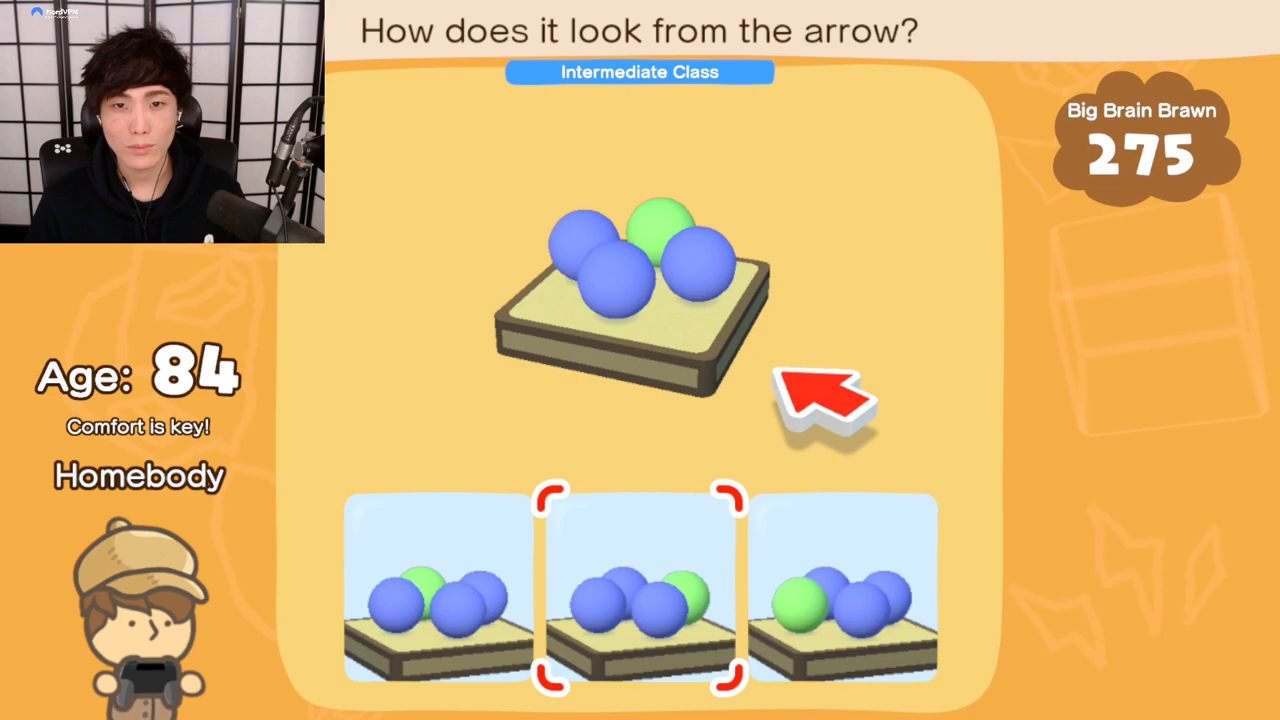 NordVPN
How does it look from the arrow?
Intermediate Class
Big Brain Brawn
275
Age: 84
Comfort is key!
Homebody